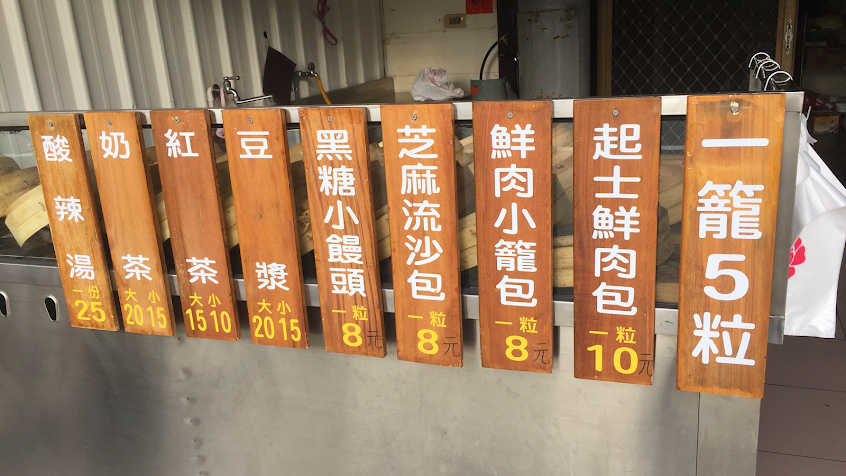 酸辣湯
一份
25
奶茶
大 小
20 15
紅茶
大 小
15 10
豆漿
大 小
20 15
黑糖小饅頭
一粒
8元
芝麻流沙包
一粒
8元
鮮肉小籠包
一粒
8元
起士鮮肉包
一粒
10元
一籠5粒